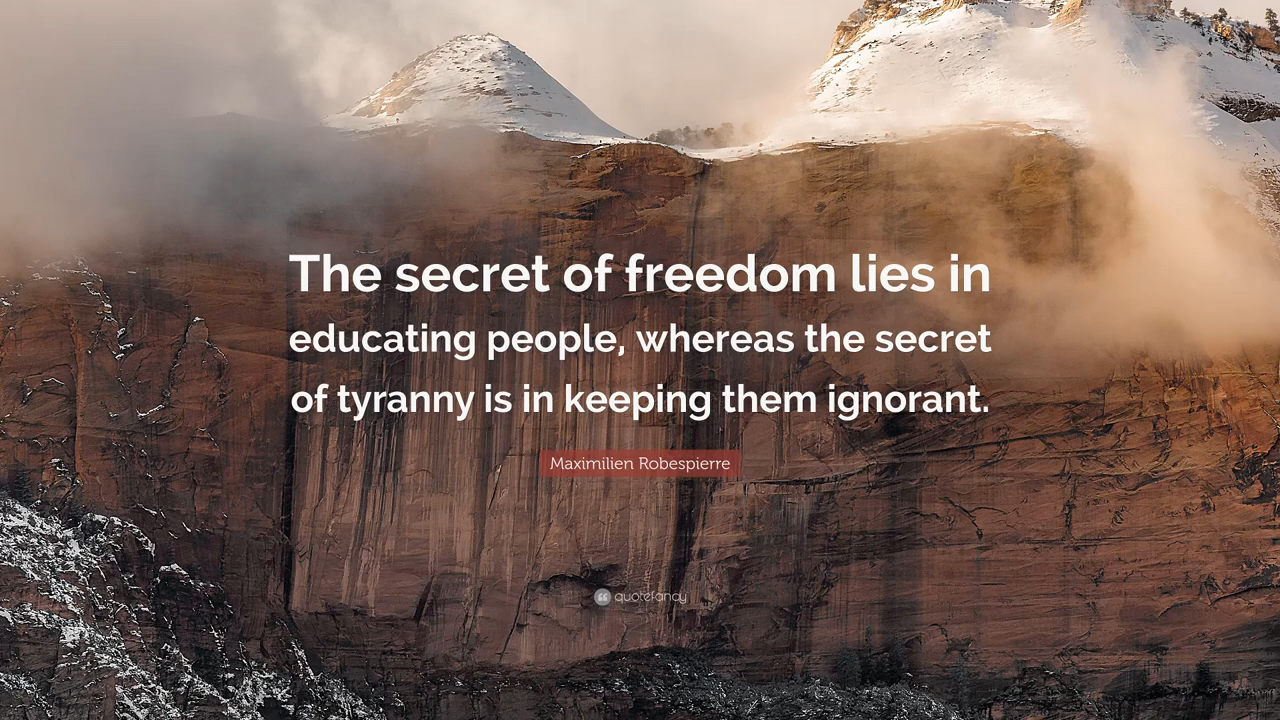 The secret of freedom lies in
educating people, whereas the secret
of tyranny is in keeping them ignorant.
Maximilien Robespierre
quotefancy